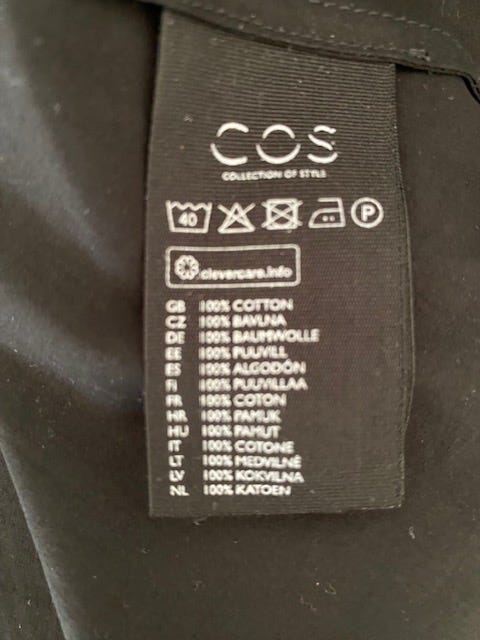 COS
COLLECTION OF STYLE
40 P
clevercare.info
GB 100% COTTON
CZ 100% BAVLNA
DE 100% BAUMWOLLE
EE 100% PUUVILL
ES 100% ALGODÓN
FI 100% PUUVILLAA
FR 100% COTON
HR 100% PAMUK
HU 100% PAMUT
IT 100% COTONE
LT 100% MEDVILNĖ
LV 100% KOKVILNA
NL 100% KATOEN